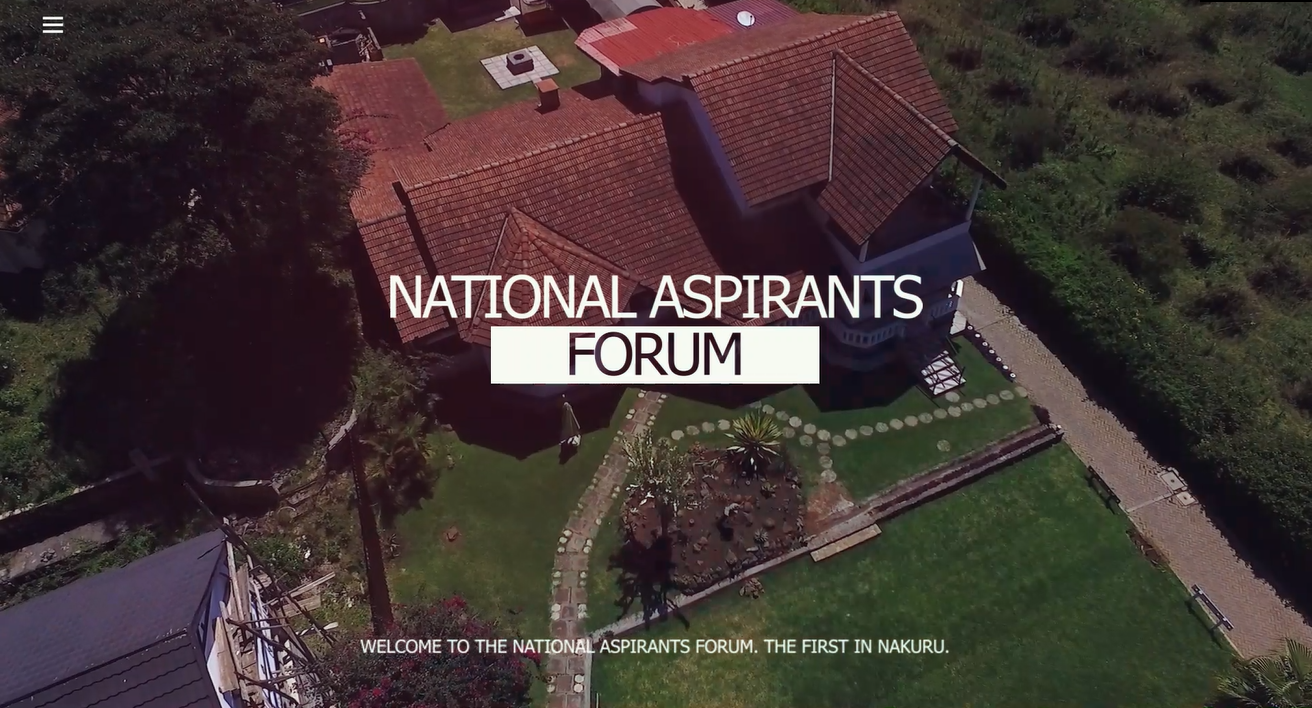 NATIONAL ASPIRANTS
FORUM
WELCOME TO THE NATIONAL ASPIRANTS FORUM. THE FIRST IN NAKURU.